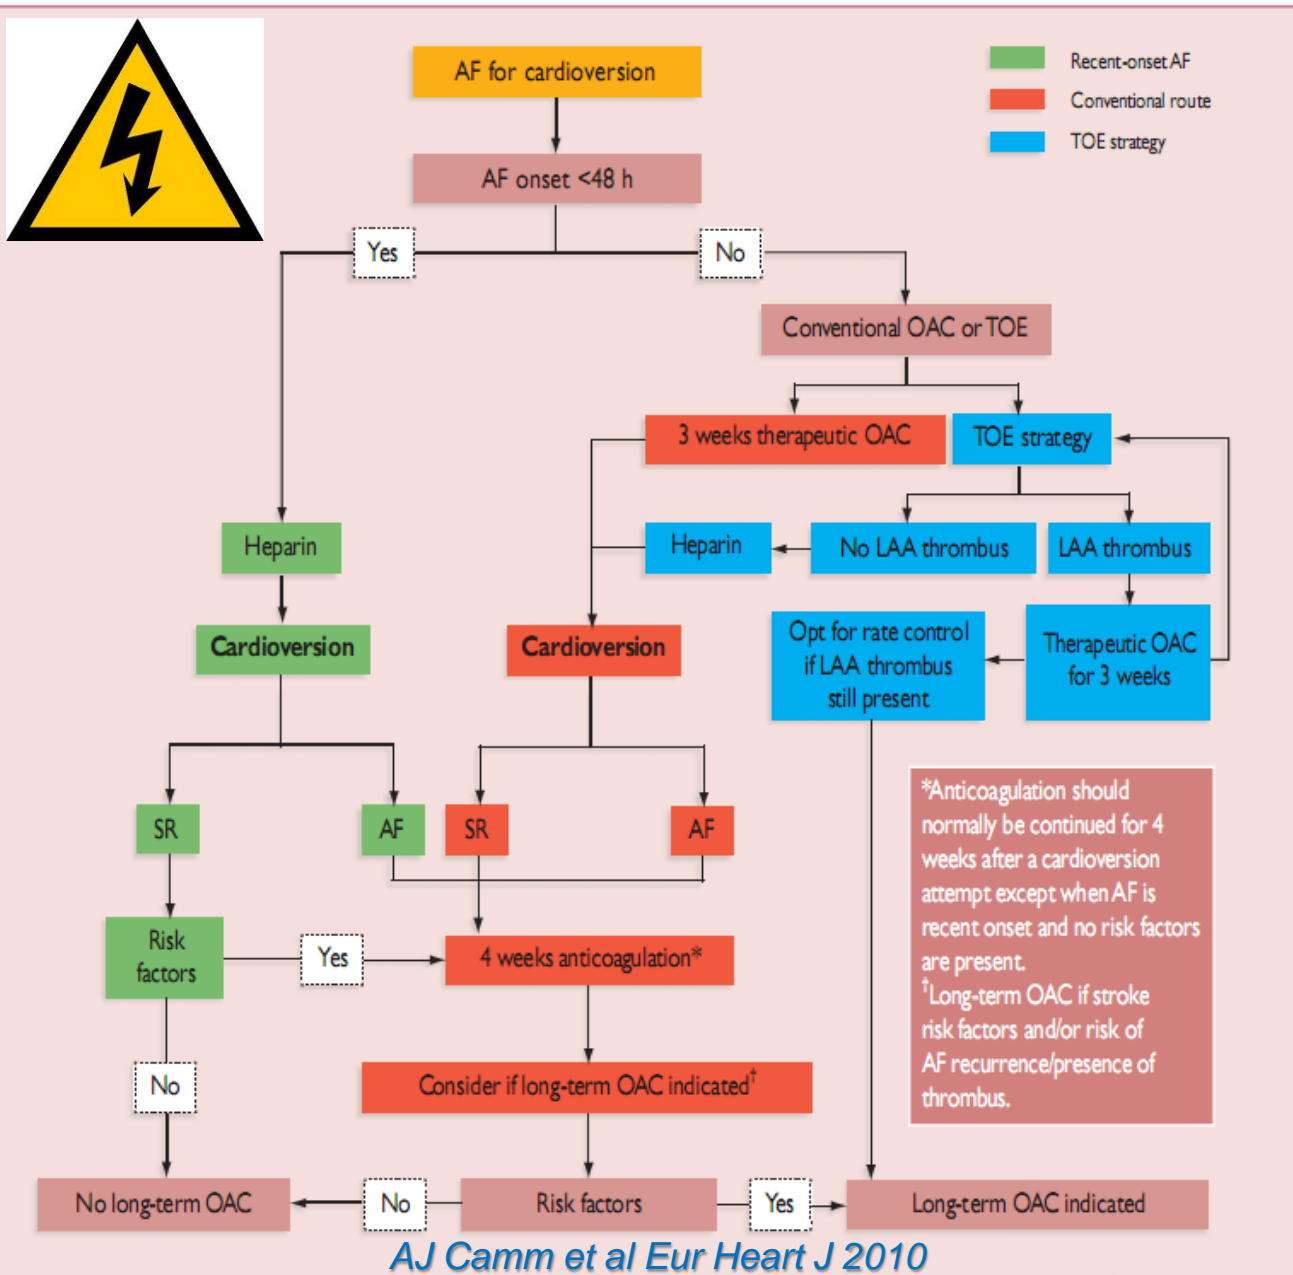 AF for cardioversion
Recent-onset AF
Conventional route
TOE strategy
AF onset <48 h
Yes
No
Conventional OAC or TOE
3 weeks therapeutic OAC
TOE strategy
Heparin
Heparin
No LAA thrombus
LAA thrombus
Cardioversion
Cardioversion
Opt for rate control
if LAA thrombus
still present
Therapeutic OAC
for 3 weeks
SR
AF
SR
AF
*Anticoagulation should
normally be continued for 4
weeks after a cardioversion
attempt except when AF is
recent onset and no risk factors
are present.
†Long-term OAC if stroke
risk factors and/or risk of
AF recurrence/presence of
thrombus.
Risk
factors
Yes
4 weeks anticoagulation*
No
Consider if long-term OAC indicated†
No long-term OAC
No
Risk factors
Yes
Long-term OAC indicated
AJ Camm et al Eur Heart J 2010